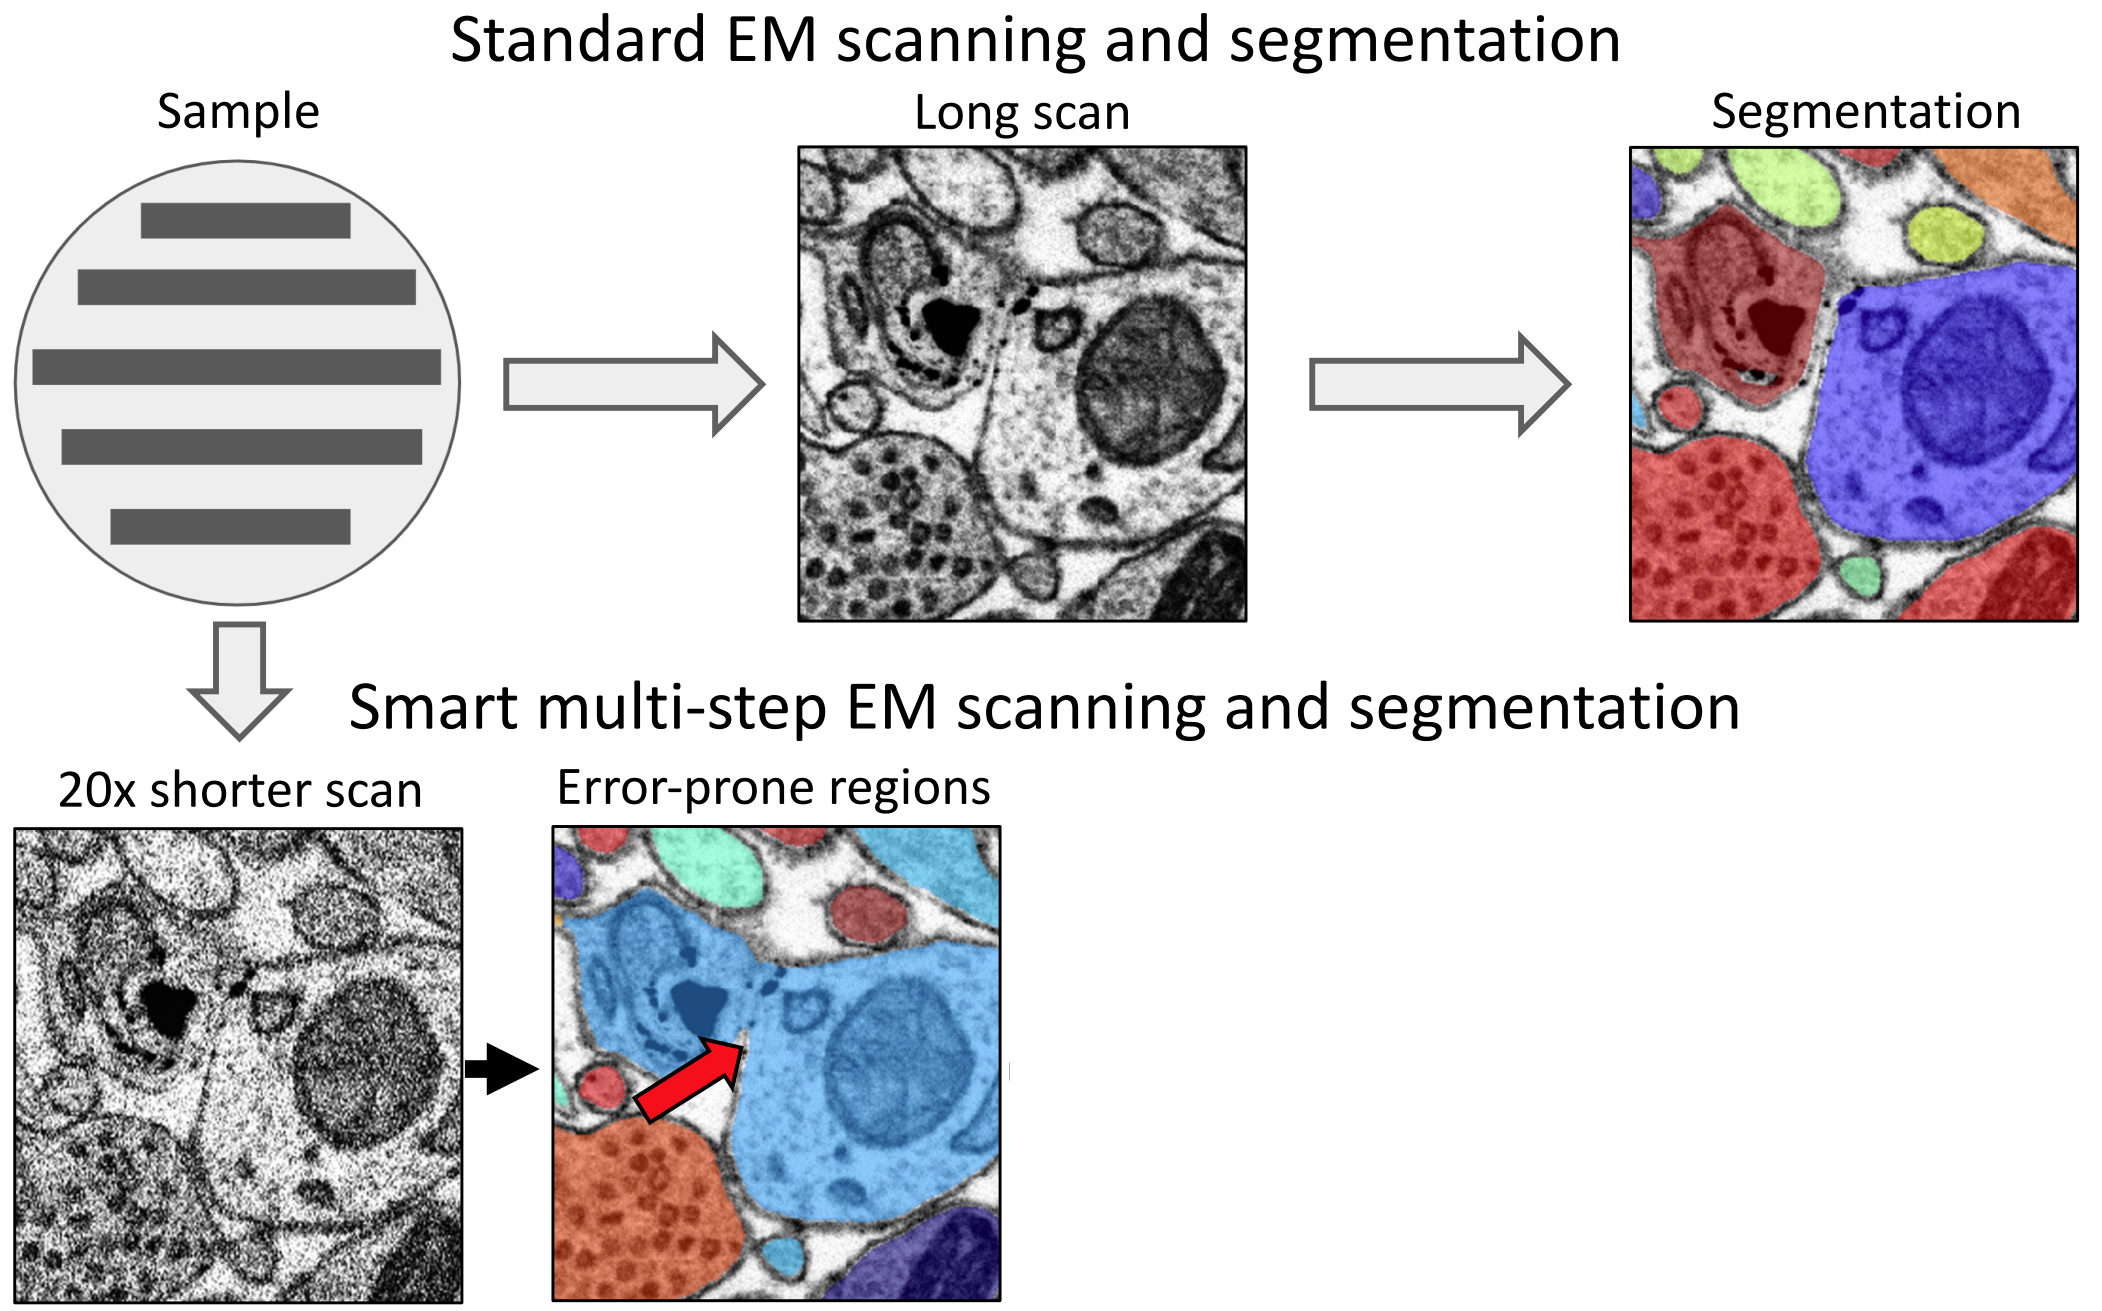 Standard EM scanning and segmentation
Sample
Long scan
Segmentation
Smart multi-step EM scanning and segmentation
20x shorter scan
Error-prone regions